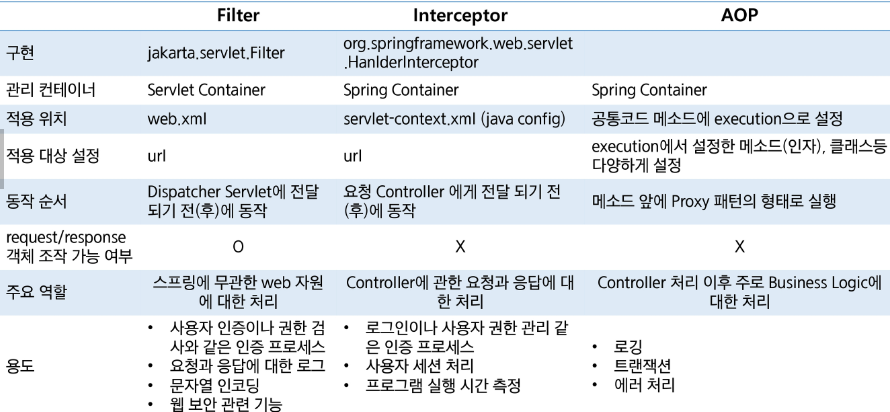 Filter Interceptor AOP
구현 jakarta.servlet.Filter org.springframework.web.servlet
.HanlderInterceptor
관리 컨테이너 Servlet Container Spring Container Spring Container
적용 위치 web.xml servlet-context.xml (java config) 공통코드 메소드에 execution으로 설정
적용 대상 설정 url url execution에서 설정한 메소드(인자), 클래스등
다양하게 설정
동작 순서 Dispatcher Servlet에 전달
되기 전(후)에 동작 요청 Controller 에게 전달 되기 전
(후)에 동작 메소드 앞에 Proxy 패턴의 형태로 실행
request/response
객체 조작 가능 여부 O X X
주요 역할 스프링에 무관한 web 자원
에 대한 처리 Controller에 관한 요청과 응답에 대
한 처리 Controller 처리 이후 주로 Business Logic에
대한 처리
용도
• 사용자 인증이나 권한 검
사와 같은 인증 프로세스
• 요청과 응답에 대한 로그
• 문자열 인코딩
• 웹 보안 관련 기능
• 로그인이나 사용자 권한 관리 같
은 인증 프로세스
• 사용자 세션 처리
• 프로그램 실행 시간 측정
• 로깅
• 트랜잭션
• 에러 처리